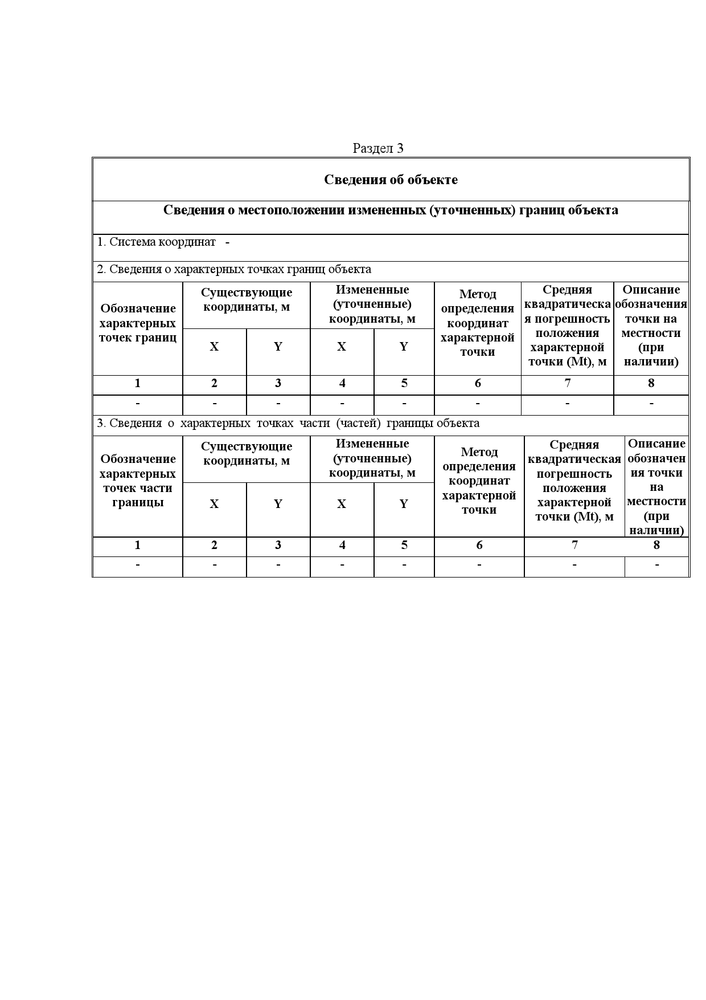 Раздел 3
Сведения об объекте
Сведения о местоположении измененных (уточненных) границ объекта
1. Система координат -
2. Сведения о характерных точках границ объекта
Обозначение
характерных
точек границ
Существующие
координаты, м
X Y
Измененные
(уточненные)
координаты, м
X Y
Метод
определения
координат
характерной
точки
Средняя
квадратическа
я погрешность
положения
характерной
точки (Mt), м
Описание
обозначения
точки на
местности
(при
наличии)
1 2 3 4 5 6 7 8
- - - - - - - -
3. Сведения о характерных точках части (частей) границы объекта
Обозначение
характерных
точек части
границы
Существующие
координаты, м
X Y
Измененные
(уточненные)
координаты, м
X Y
Метод
определения
координат
характерной
точки
Средняя
квадратическая
погрешность
положения
характерной
точки (Mt), м
Описание
обозначен
ия точки
на
местности
(при
наличии)
1 2 3 4 5 6 7 8
- - - - - - - -